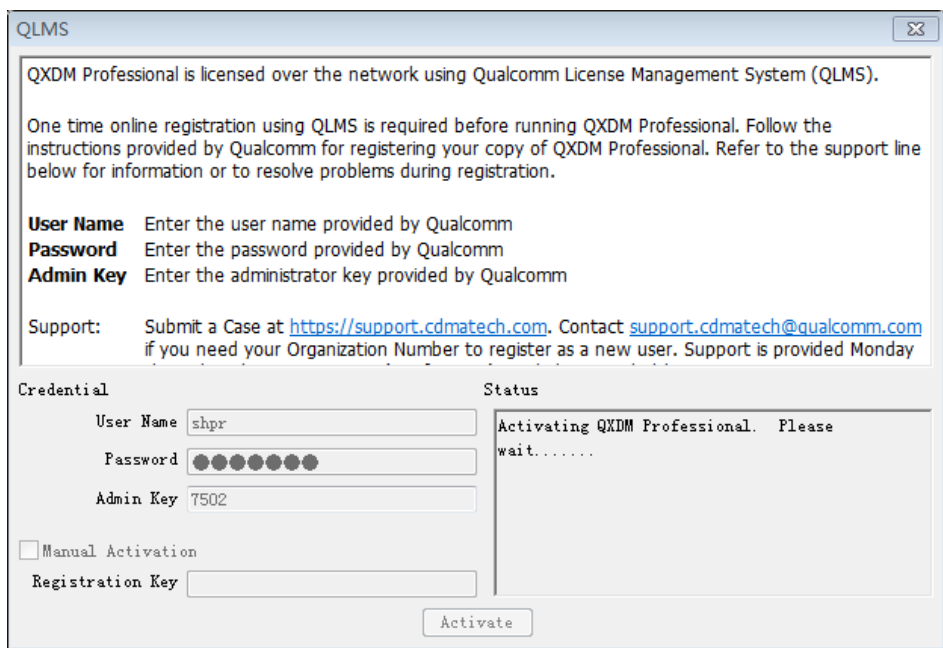 QLMS
QXDM Professional is licensed over the network using Qualcomm License Management System (QLMS).
One time online registration using QLMS is required before running QXDM Professional. Follow the
instructions provided by Qualcomm for registering your copy of QXDM Professional. Refer to the support line
below for information or to resolve problems during registration.
User Name Enter the user name provided by Qualcomm
Password Enter the password provided by Qualcomm
Admin Key Enter the administrator key provided by Qualcomm
Support: Submit a Case at https://support.cdmatech.com. Contact support.cdmatech@qualcomm.com
if you need your Organization Number to register as a new user. Support is provided Monday
Credential
Status
User Name shpr
Password ●●●●●●●
Admin Key 7502
Manual Activation
Registration Key
Activating QXDM Professional. Please
wait.......
Activate